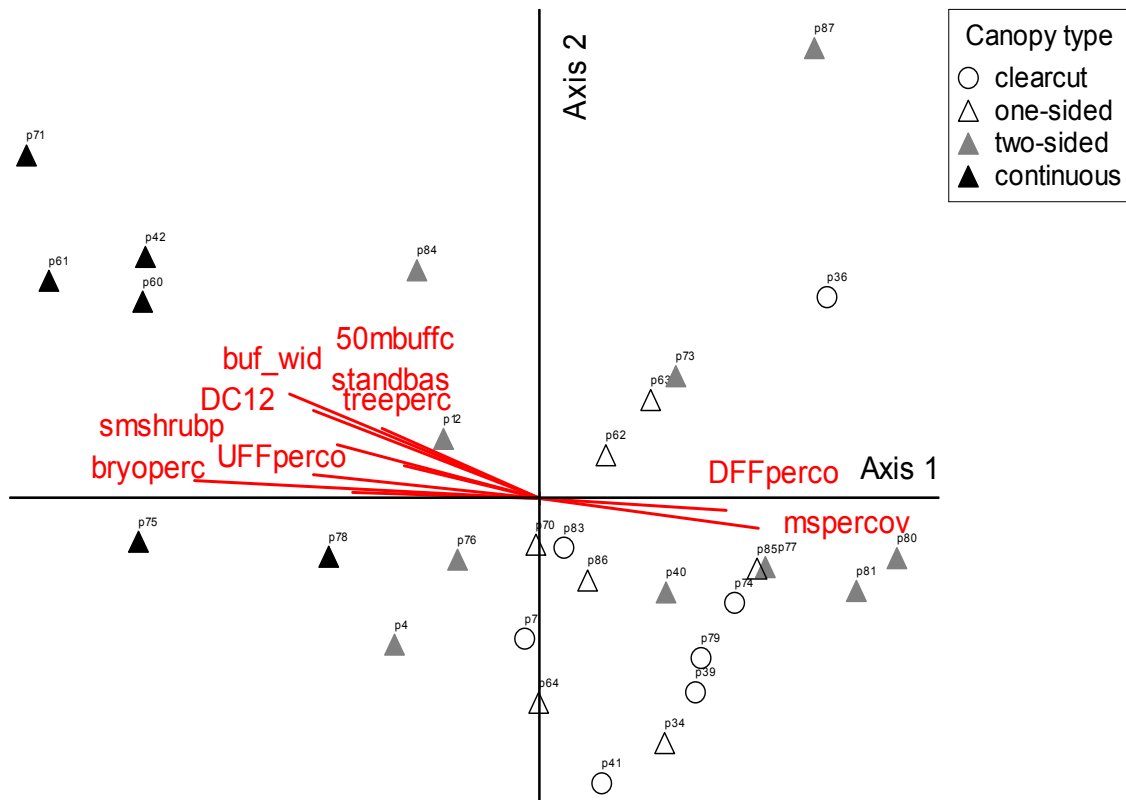 Axis 2
Canopy type
clearcut
one-sided
two-sided
continuous
p87
p71
p42
p61
p60
p84
p36
p73
p63
p62
p12
50mbuffc
buf_wid
standbas
DC12
treeperc
smshrubp
UFFperco
bryoperc
DFFperco
Axis 1
mspercov
p75
p78
p76
p70
p83
p86
p85
p77
p80
p81
p40
p74
p4
p7
p79
p39
p64
p34
p41